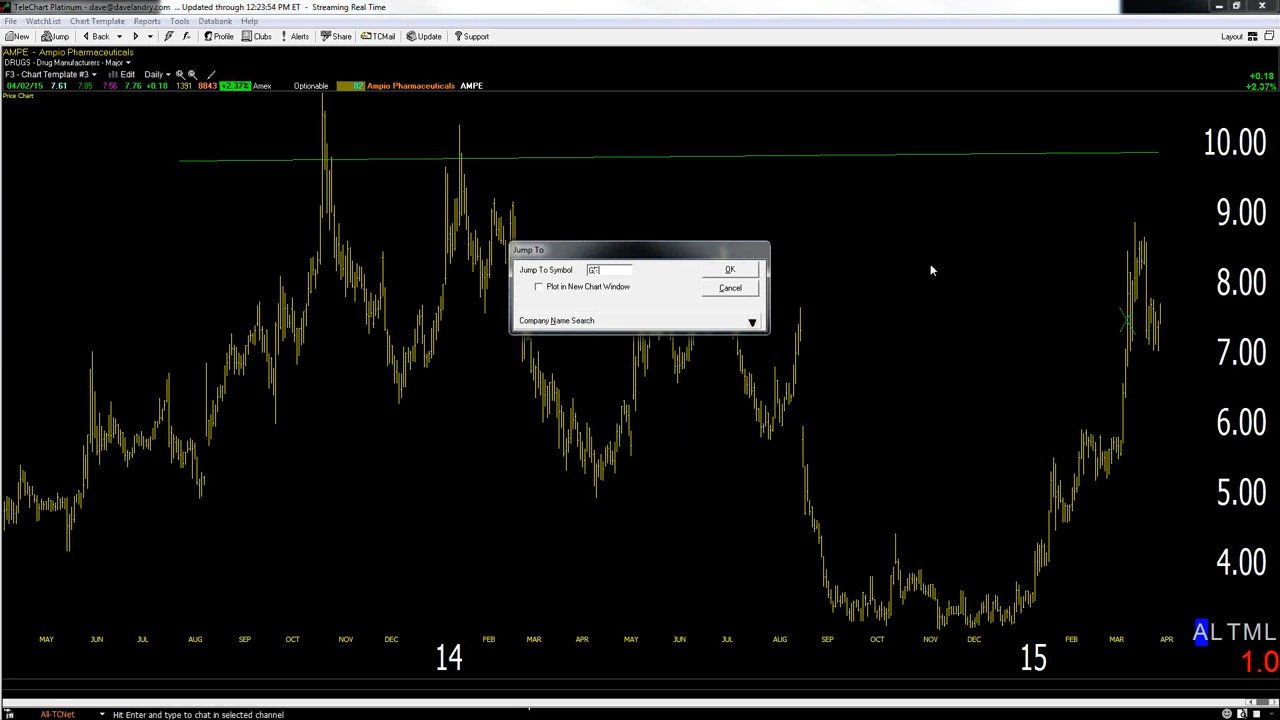 TeleChart Platinum - dave@davelandry.com ... Updated through 12:23:54 PM ET - Streaming Real Time
File WatchList Chart Template Reports Tools Databank Help
New Jump Back Profile Clubs Alerts Share TCMail Update Support Layout
AMPE - Ampio Pharmaceuticals
DRUGS - Drug Manufacturers - Major
F3 - Chart Template #3 Edit Daily
+0.18
04/02/15 7.61 7.85 7.56 7.76 +0.18 1391 8843 +2.37% Amex Optionable 82 Ampio Pharmaceuticals AMPE
+2.37%
Price Chart
10.00
9.00
Jump To
Jump To Symbol OK
8.00
Plot in New Chart Window Cancel
Company Name Search
7.00
6.00
5.00
4.00
ALTML
MAY JUN JUL AUG SEP OCT NOV DEC FEB MAR APR MAY JUN JUL AUG SEP OCT NOV DEC FEB MAR APR
14 15 1.0
All-TCNet Hit Enter and type to chat in selected channel